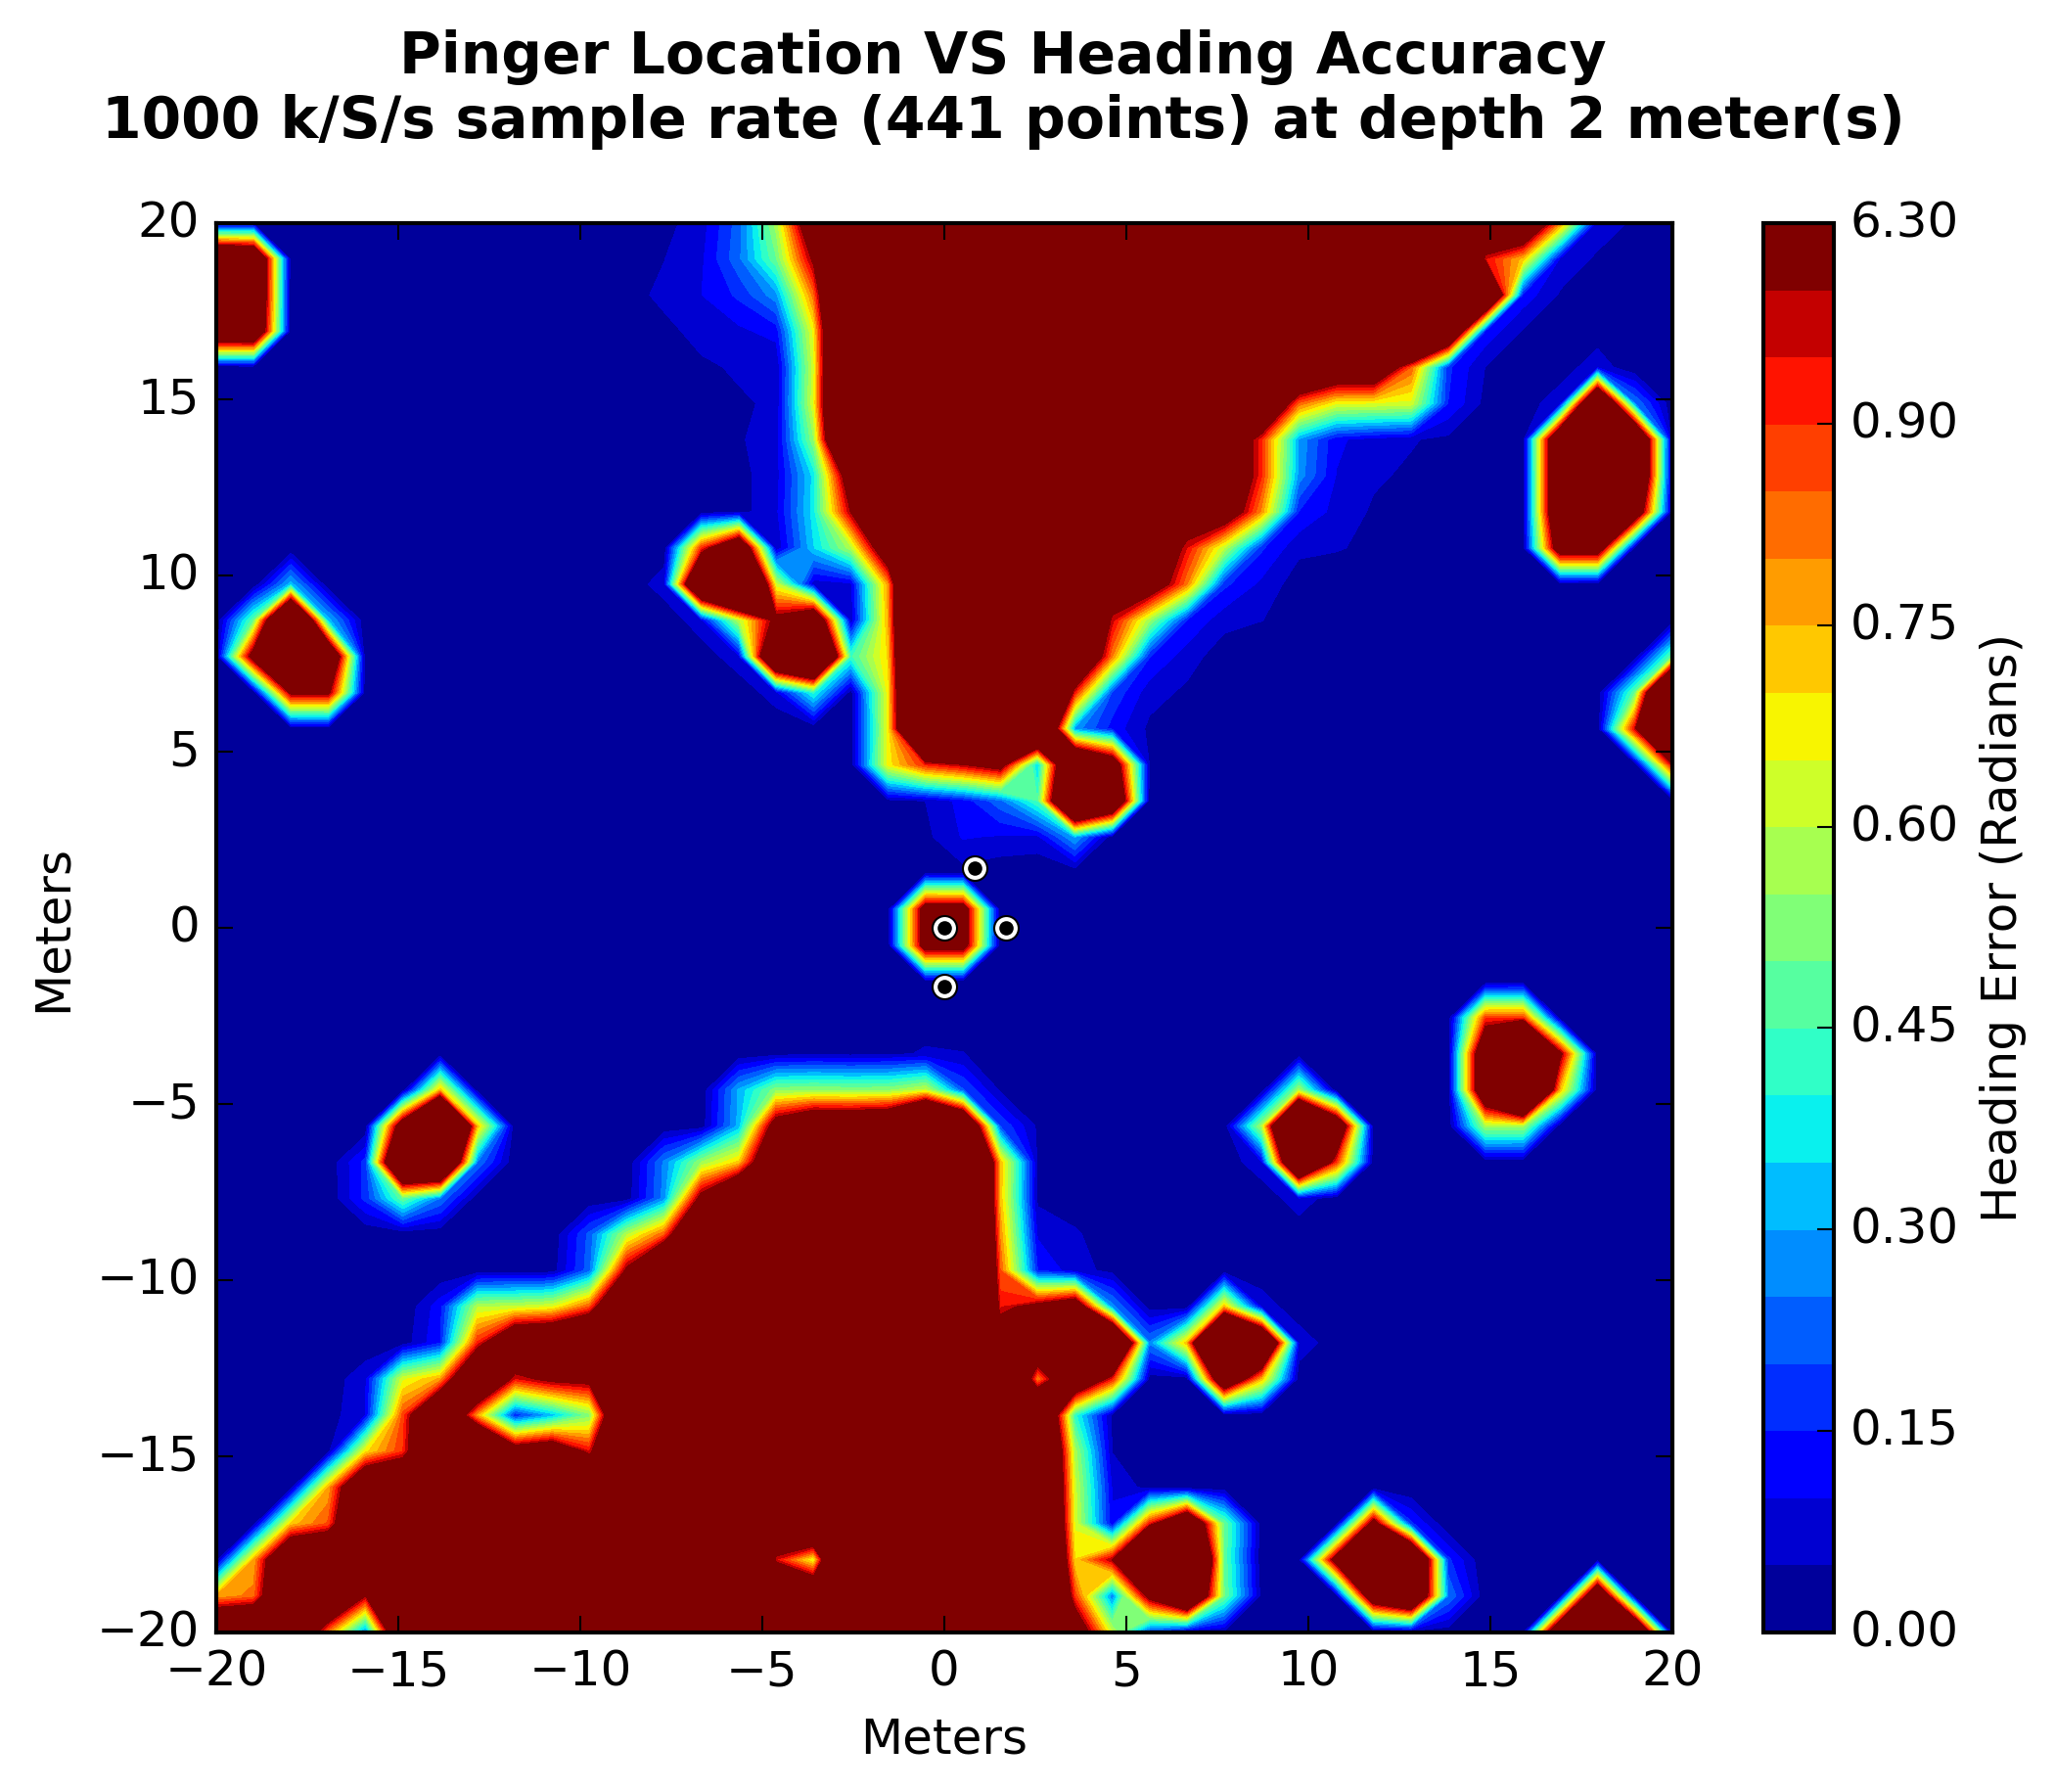 Pinger Location VS Heading Accuracy
1000 k/S/s sample rate (441 points) at depth 2 meter(s)
20
15
10
5
0
−5
−10
−15
−20
Meters
−20 −15 −10 −5 0 5 10 15 20
Meters
6.30
0.90
0.75
0.60
0.45
0.30
0.15
0.00
Heading Error (Radians)